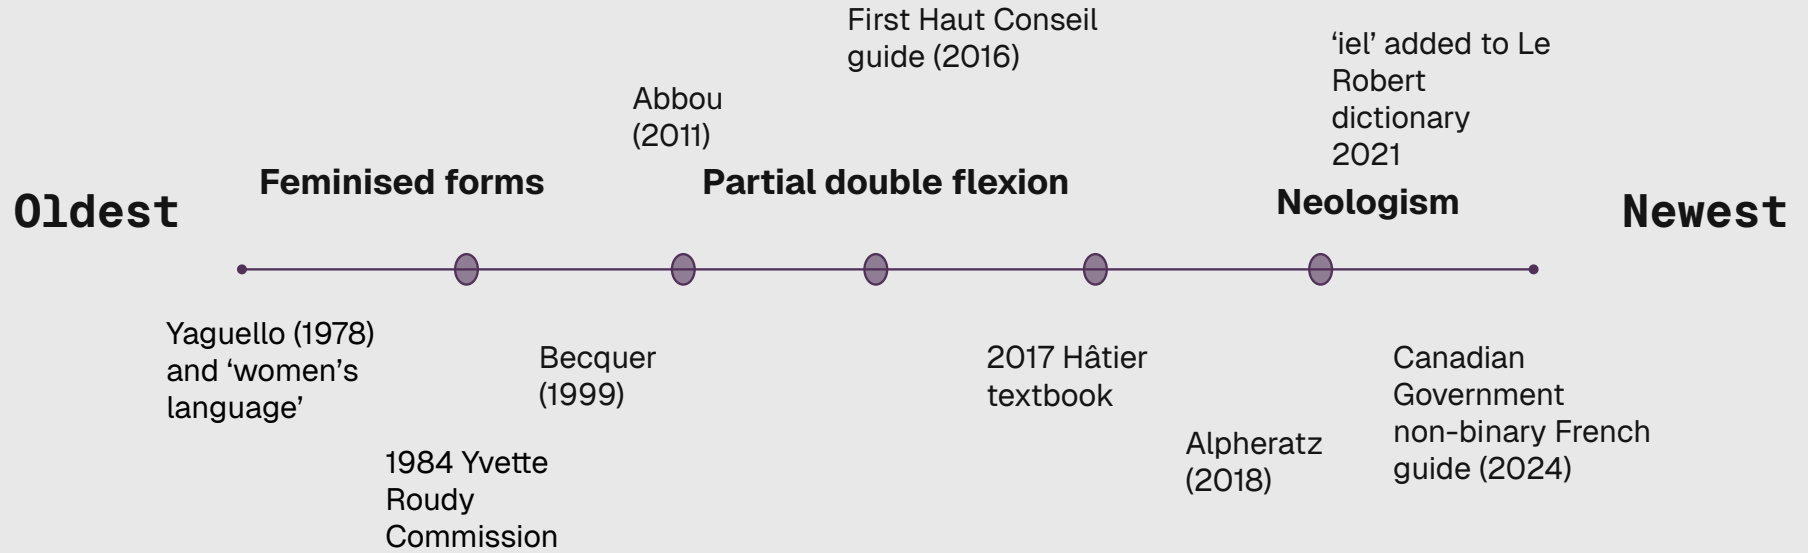 First Haut Conseil
guide (2016)
‘iel’ added to Le
Robert
dictionary
2021
Abbou
(2011)
Feminised forms
Partial double flexion
Neologism
Oldest
Newest
Yaguello (1978)
and ‘women’s
language’
Becquer
(1999)
2017 Hâtier
textbook
Canadian
Government
non-binary French
guide (2024)
Alpheratz
(2018)
1984 Yvette
Roudy
Commission